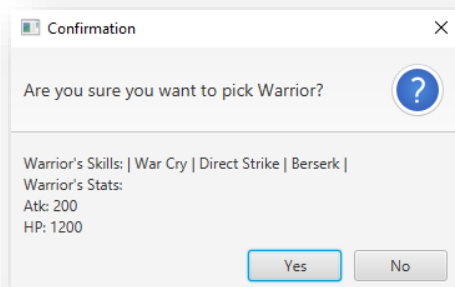 Confirmation
Are you sure you want to pick Warrior?
Warrior's Skills: | War Cry | Direct Strike | Berserk |
Warrior's Stats:
Atk: 200
HP: 1200
Yes
No